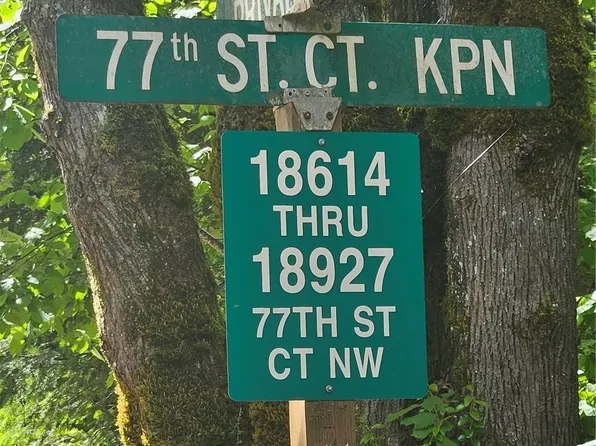 77th ST. CT. KPN
18614
THRU
18927
77TH ST
CT NW